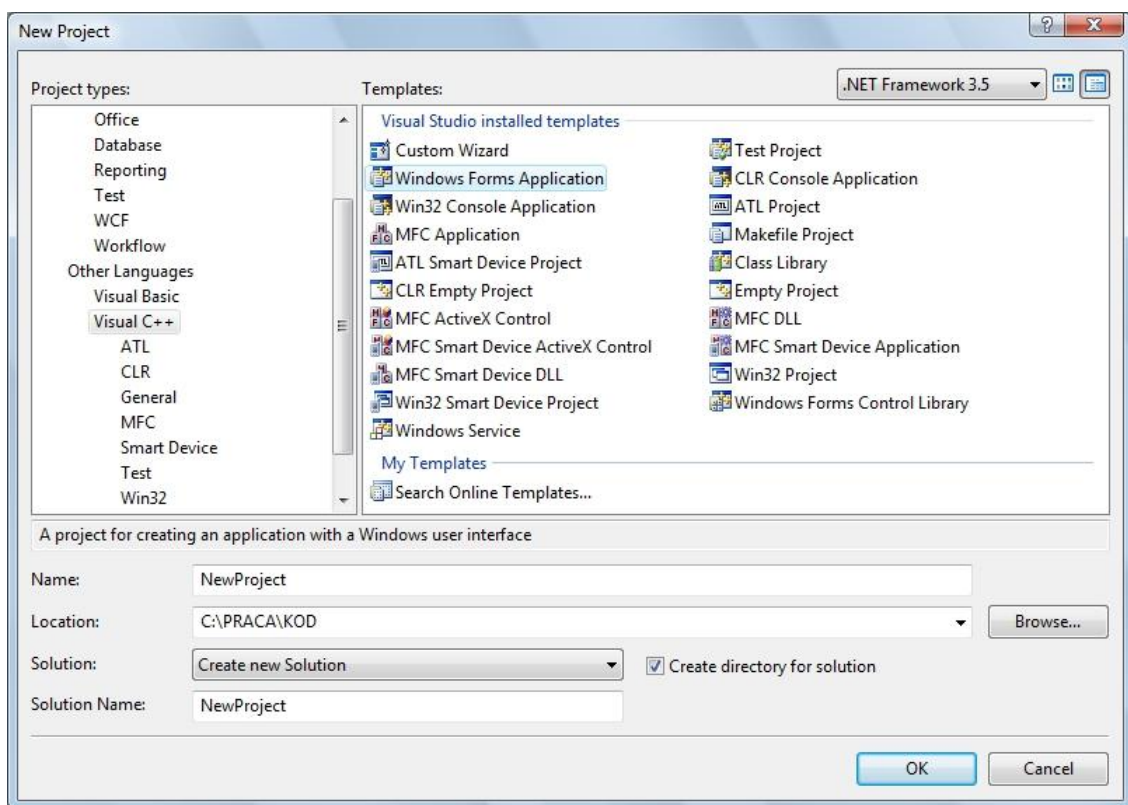 New Project
Project types:
Templates:
.NET Framework 3.5
Office
Database
Reporting
Test
WCF
Workflow
Other Languages
Visual Basic
Visual C++
ATL
CLR
General
MFC
Smart Device
Test
Win32
Visual Studio installed templates
Custom Wizard
Test Project
Windows Forms Application
CLR Console Application
Win32 Console Application
ATL Project
MFC Application
Makefile Project
ATL Smart Device Project
Class Library
CLR Empty Project
Empty Project
MFC ActiveX Control
MFC DLL
MFC Smart Device ActiveX Control
MFC Smart Device Application
MFC Smart Device DLL
Win32 Project
Win32 Smart Device Project
Windows Forms Control Library
Windows Service
My Templates
Search Online Templates...
A project for creating an application with a Windows user interface
Name:
NewProject
Location:
C:\PRACA\KOD
Browse...
Solution:
Create new Solution
Create directory for solution
Solution Name:
NewProject
OK
Cancel